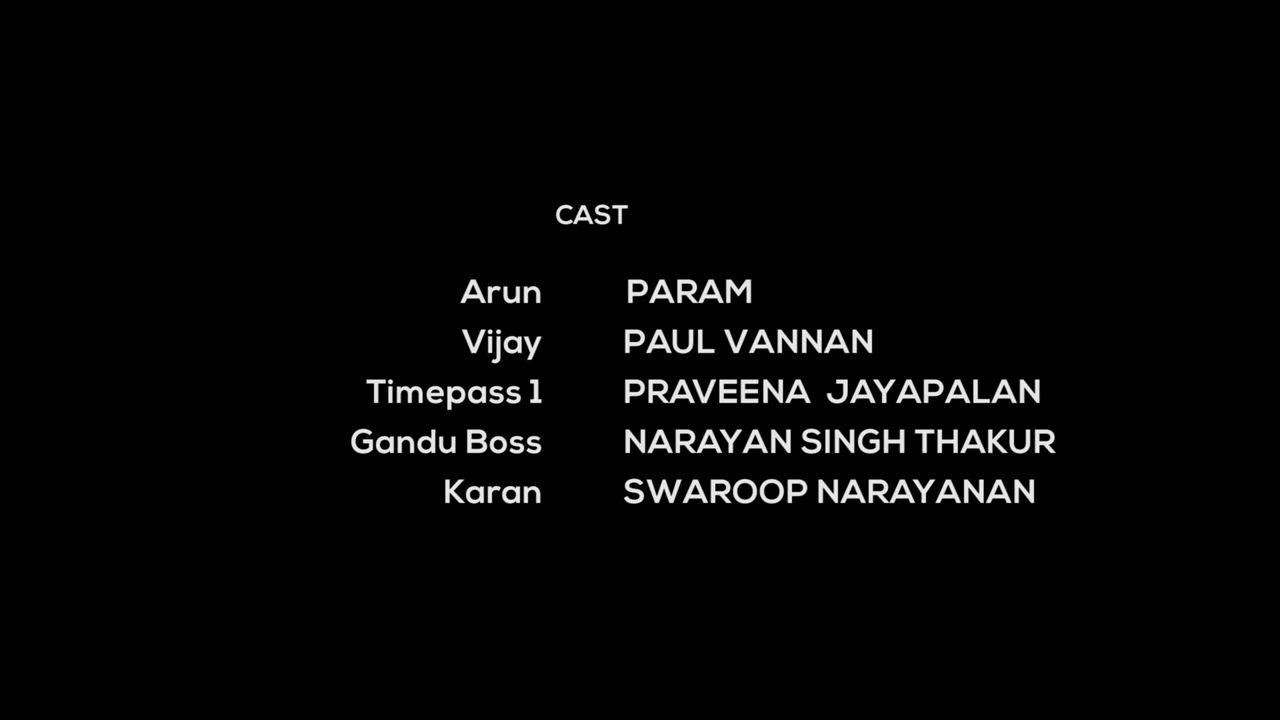 CAST
Arun PARAM
Vijay PAUL VANNAN
Timepass 1 PRAVEENA JAYAPALAN
Gandu Boss NARAYAN SINGH THAKUR
Karan SWAROOP NARAYANAN